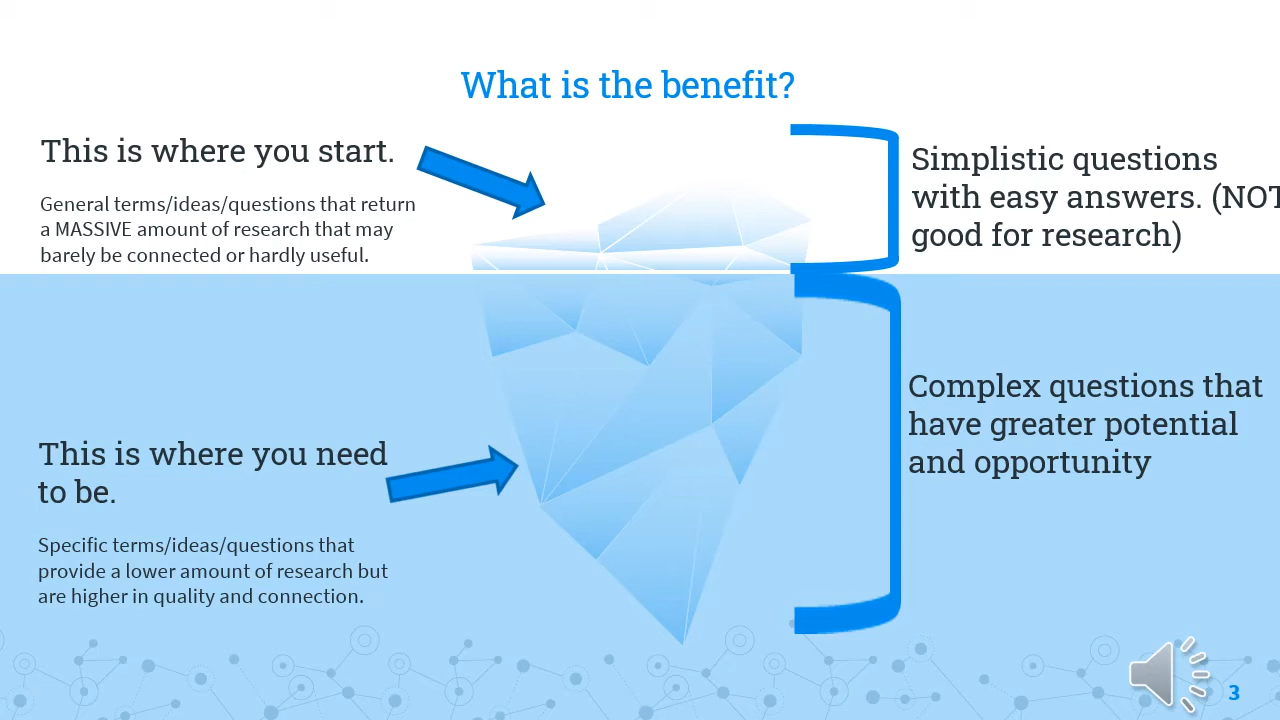 What is the benefit?
This is where you start.
General terms/ideas/questions that return
a MASSIVE amount of research that may
barely be connected or hardly useful.
Simplistic questions
with easy answers. (NOT
good for research)
This is where you need
to be.
Specific terms/ideas/questions that
provide a lower amount of research but
are higher in quality and connection.
Complex questions that
have greater potential
and opportunity
3